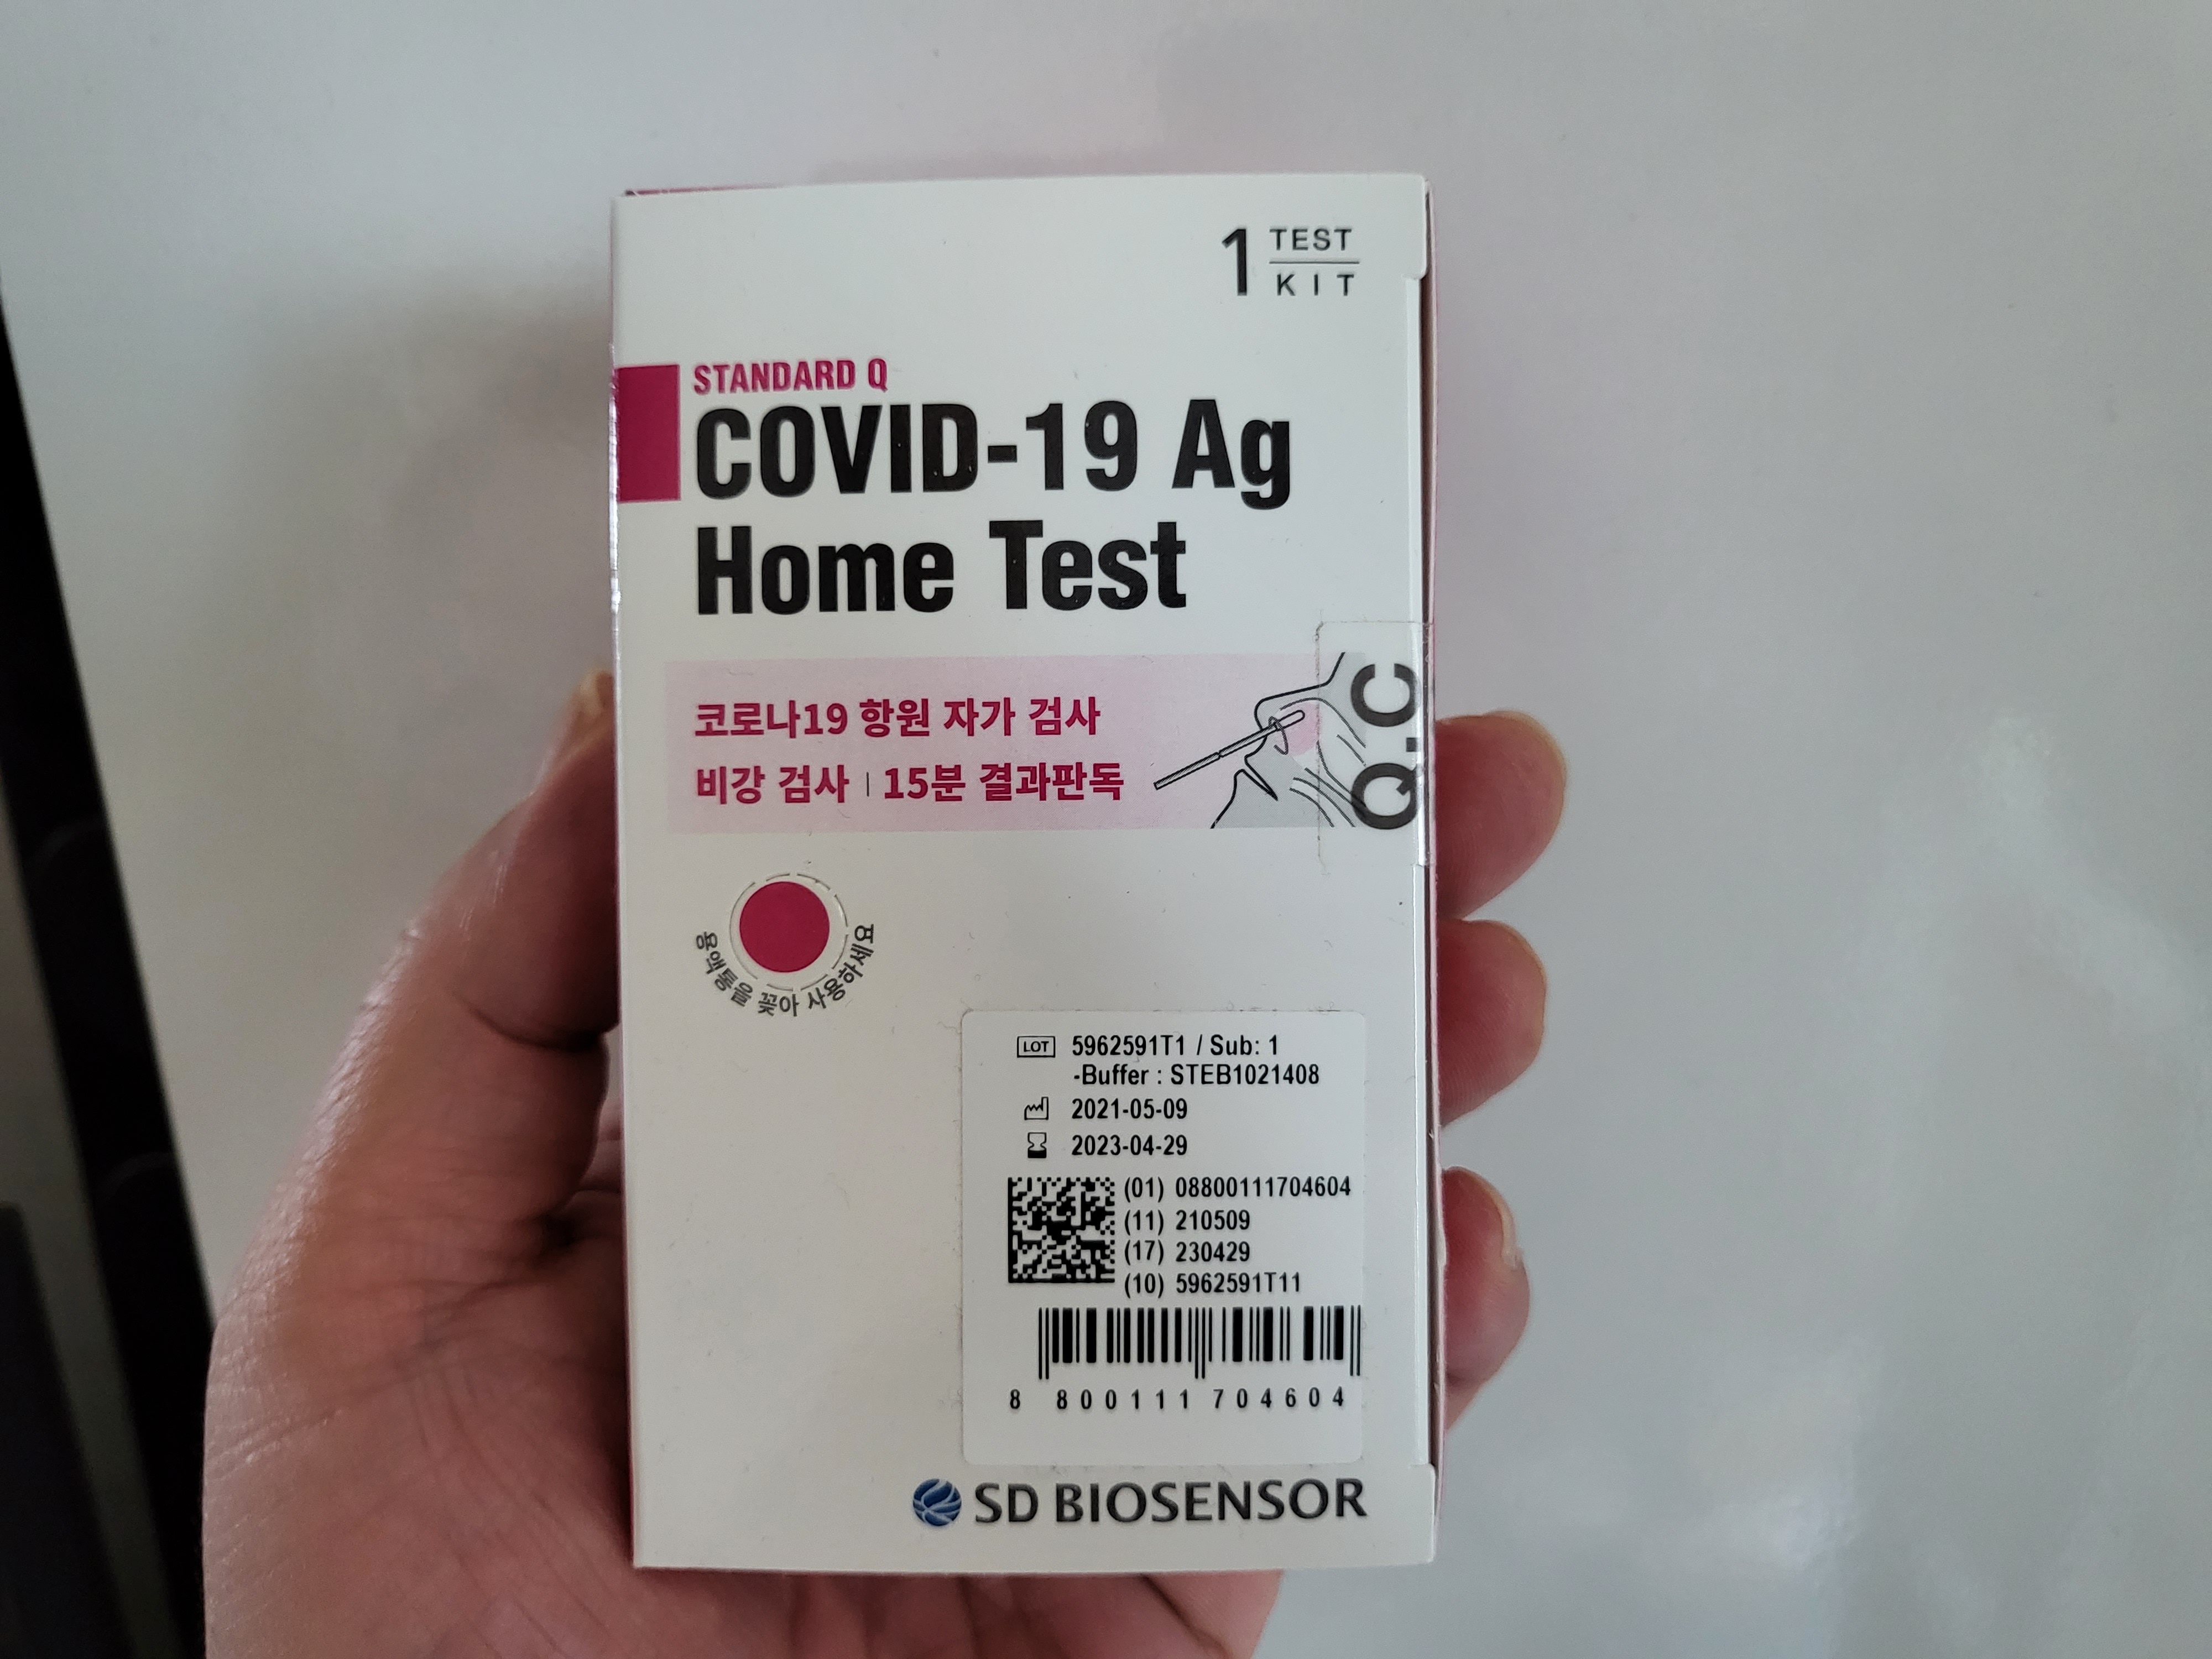 1 TEST
KIT
STANDARD Q
COVID-19 Ag
Home Test
코로나19 항원 자가 검사
비강 검사 | 15분 결과판독
Q.C
용액통을 꽂아 사용하세요
LOT 5962591T1 / Sub: 1
-Buffer : STEB1021408
2021-05-09
2023-04-29
(01) 08800111704604
(11) 210509
(17) 230429
(10) 5962591T11
8 800111 704604
SD BIOSENSOR